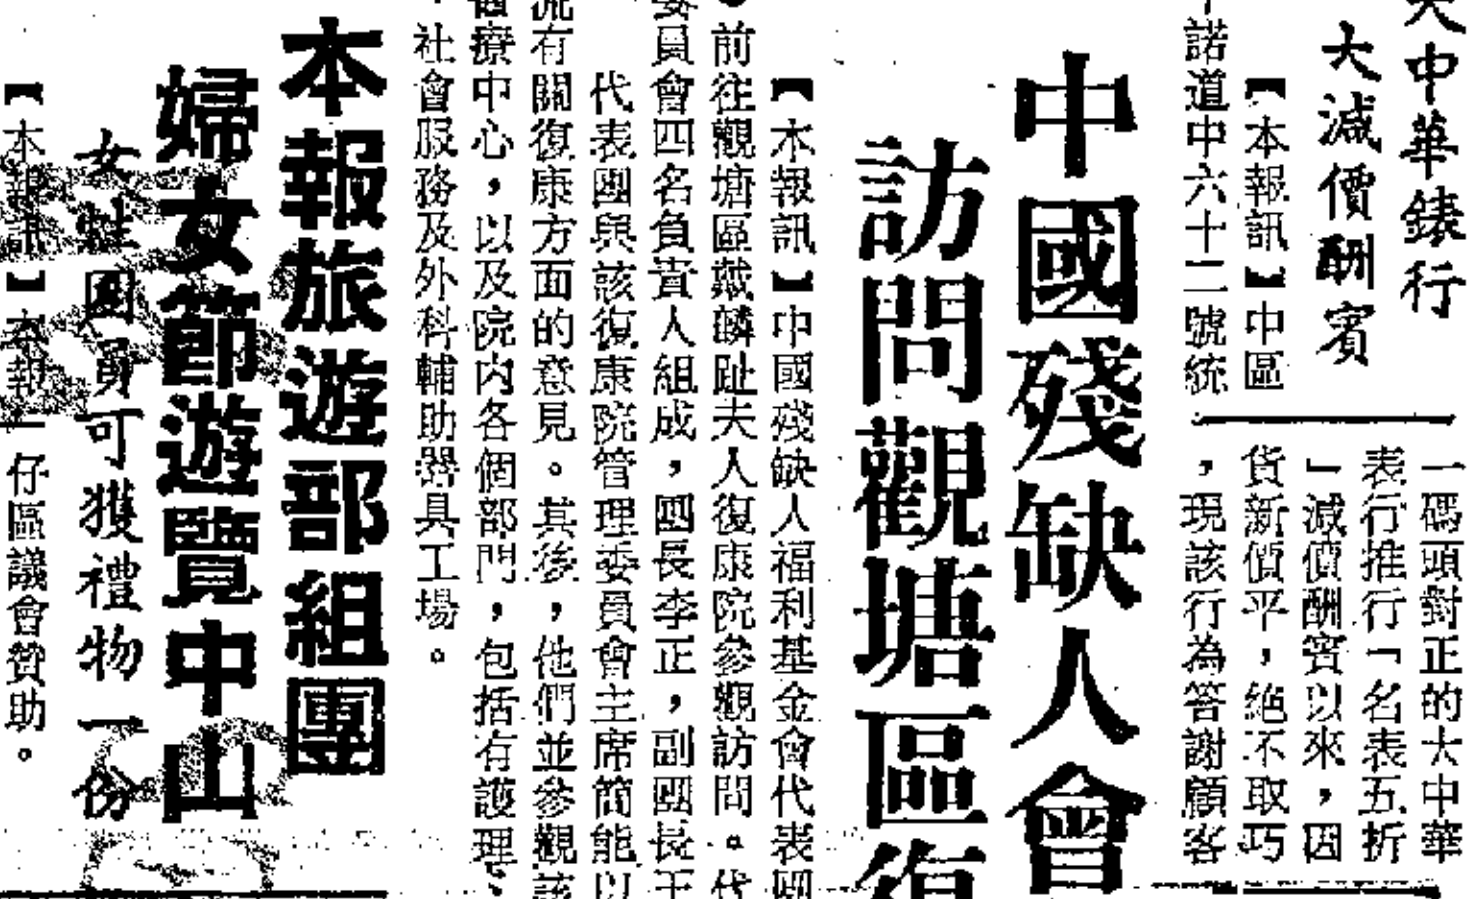 大中華錶行
大減價酬賓
【本報訊】中區
諾道中六十二號統
一碼頭對正的大中華
表行推行「名表五折
」減價酬賓以來，因
貨新價平，絕不取巧
，現該行為答謝顧客
中國殘缺人會
訪問觀塘區復
【本報訊】中國殘缺人福利基金會代表團
。前往觀塘區戴麟趾夫人復康院參觀訪問。代
委員會四名負責人組成，團長李正，副團長王
代表團與該復康院管理委員會主席簡能以
流有關復康方面的意見。其後，他們並參觀該
醫療中心，以及院內各個部門，包括有護理、
、社會服務及外科輔助器具工場。
本報旅遊部組團
婦女節遊覽中山
女性團員可獲禮物一份
【本報訊】本報
仔區議會贊助。